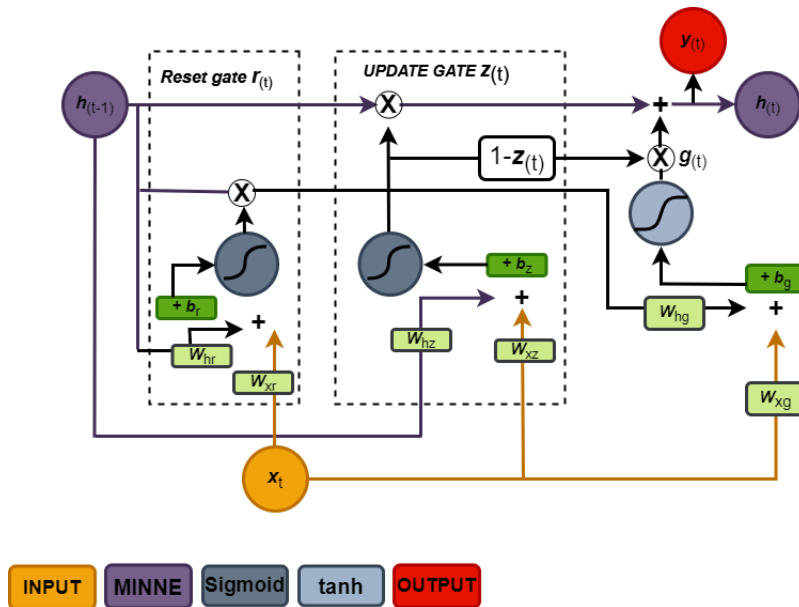 y(t)
Reset gate r(t)
UPDATE GATE z(t)
h(t-1)
X
+
h(t)
1-z(t)
X
g(t)
X
+ bz
+ bg
+ br
+
+
+
Whr
Whz
Wxz
Whg
Wxr
Wxg
xt
INPUT
MINNE
Sigmoid
tanh
OUTPUT